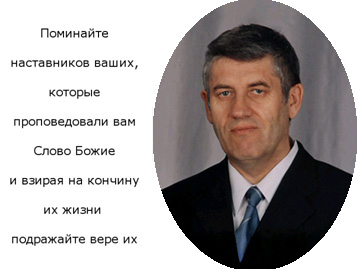 Поминайте
наставников ваших,
которые
проповедовали вам
Слово Божие
и взирая на кончину
их жизни
подражайте вере их